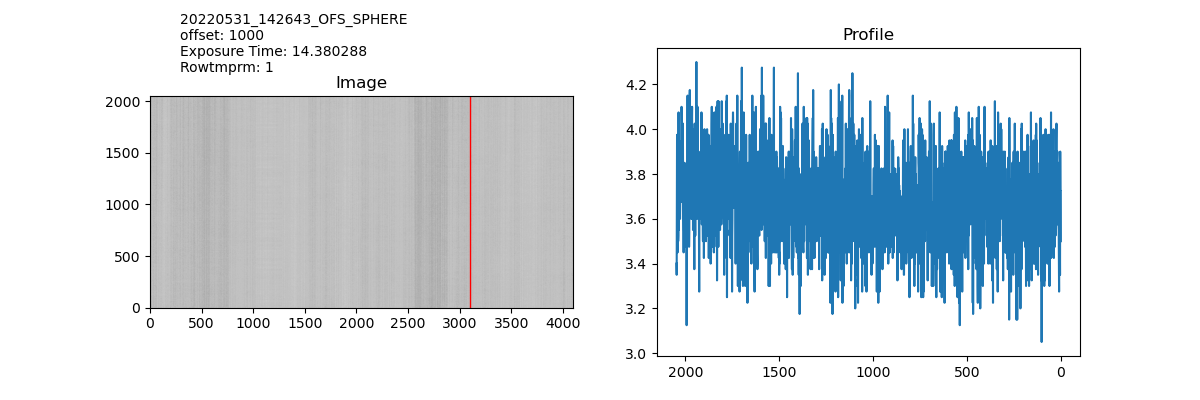 20220531_142643_OFS_SPHERE
offset: 1000
Exposure Time: 14.380288
Rowtmprm: 1
Image
2000
1500
1000
500
0
0 500 1000 1500 2000 2500 3000 3500 4000
Profile
4.2
4.0
3.8
3.6
3.4
3.2
3.0
2000 1500 1000 500 0